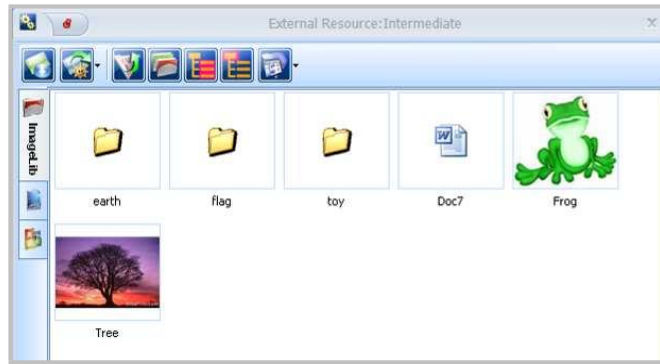 External Resource:Intermediate
ImageLib
earth
flag
toy
Doc7
Frog
Tree